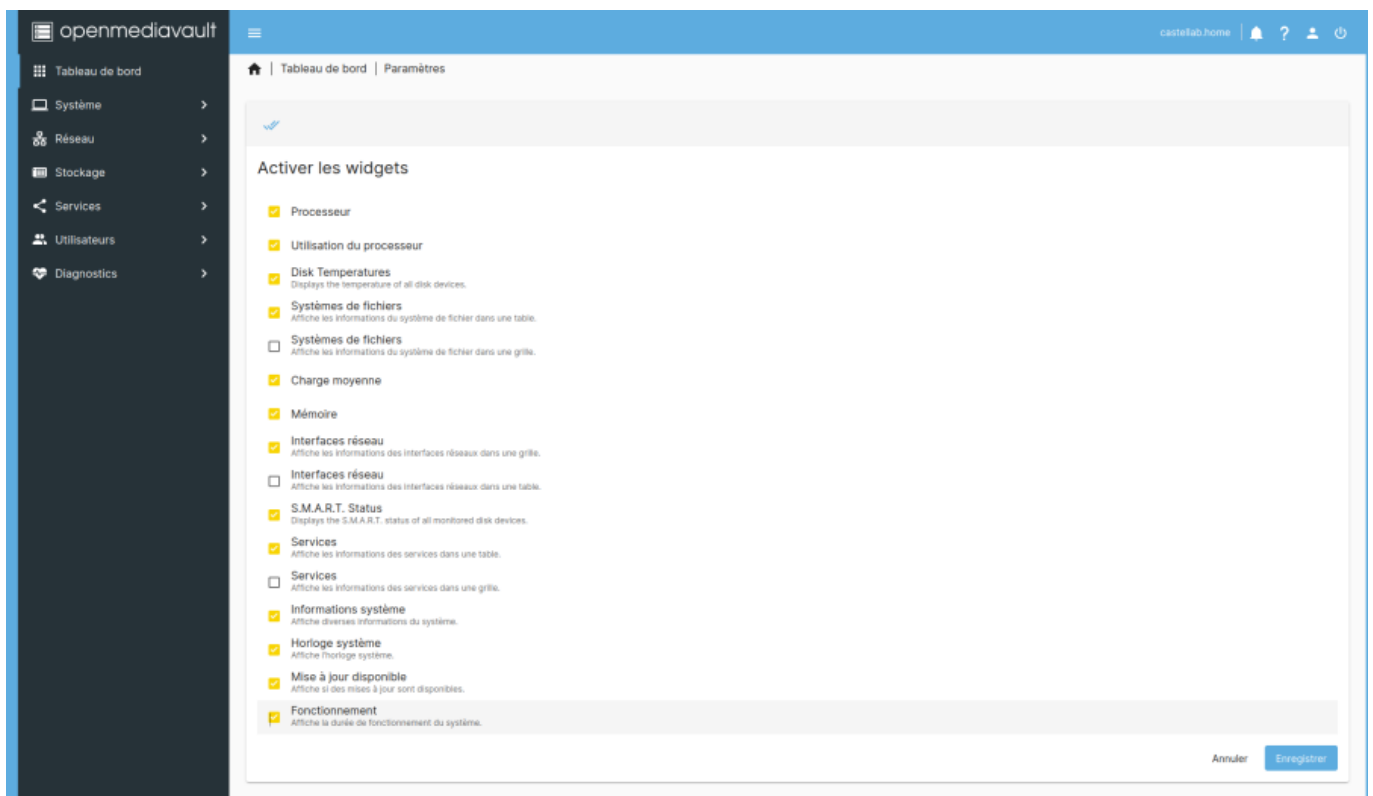 openmediavault
castellab.home
Tableau de bord
Système
Réseau
Stockage
Services
Utilisateurs
Diagnostics
Tableau de bord | Paramètres
Activer les widgets
Processeur
Utilisation du processeur
Disk Temperatures
Displays the temperature of all disk devices.
Systèmes de fichiers
Affiche les informations du système de fichier dans une table.
Systèmes de fichiers
Affiche les informations du système de fichier dans une grille.
Charge moyenne
Mémoire
Interfaces réseau
Affiche les informations des interfaces réseaux dans une grille.
Interfaces réseau
Affiche les informations des interfaces réseaux dans une table.
S.M.A.R.T. Status
Displays the S.M.A.R.T. status of all monitored disk devices.
Services
Affiche les informations des services dans une table.
Services
Affiche les informations des services dans une grille.
Informations système
Affiche diverses informations du système.
Horloge système
Affiche l'horloge système.
Mise à jour disponible
Affiche si des mises à jour sont disponibles.
Fonctionnement
Affiche la durée de fonctionnement du système.
Annuler
Enregistrer